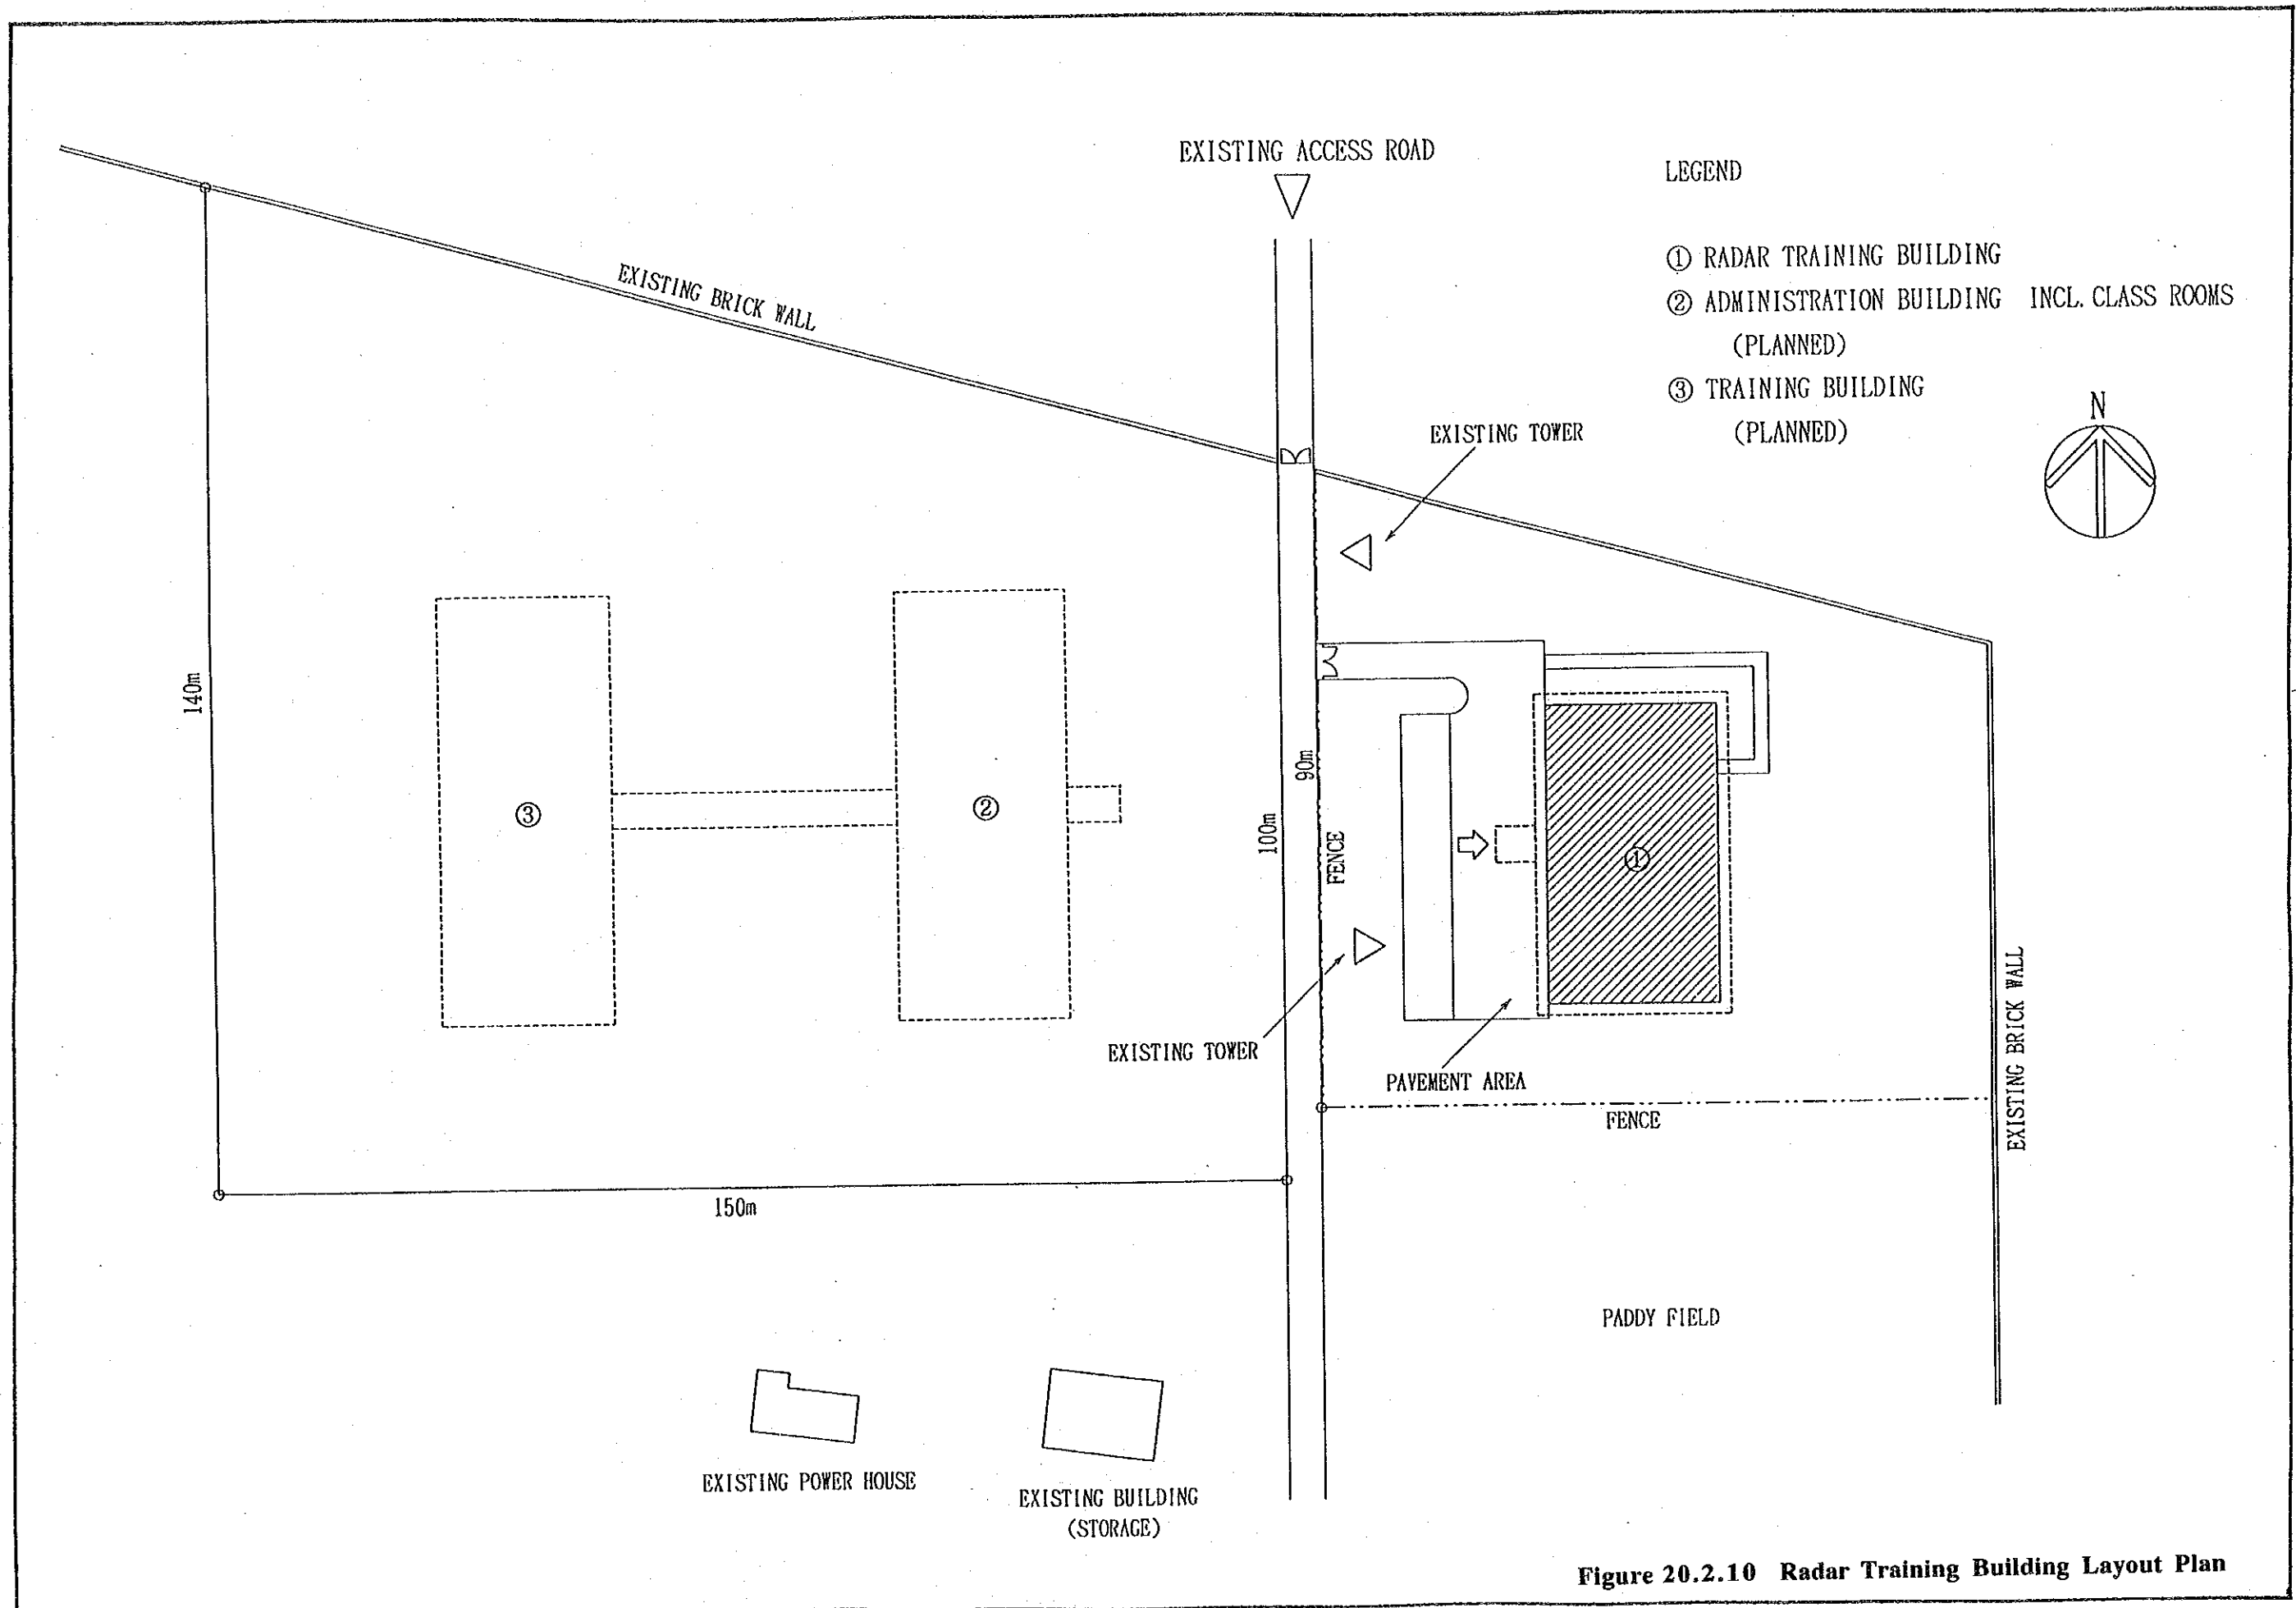 EXISTING ACCESS ROAD
LEGEND
① RADAR TRAINING BUILDING
② ADMINISTRATION BUILDING INCL. CLASS ROOMS
(PLANNED)
③ TRAINING BUILDING
(PLANNED)
N
EXISTING BRICK WALL
EXISTING TOWER
140m
③
②
100m
90m
FENCE
①
EXISTING TOWER
PAVEMENT AREA
FENCE
EXISTING BRICK WALL
150m
PADDY FIELD
EXISTING POWER HOUSE
EXISTING BUILDING
(STORAGE)
Figure 20.2.10 Radar Training Building Layout Plan